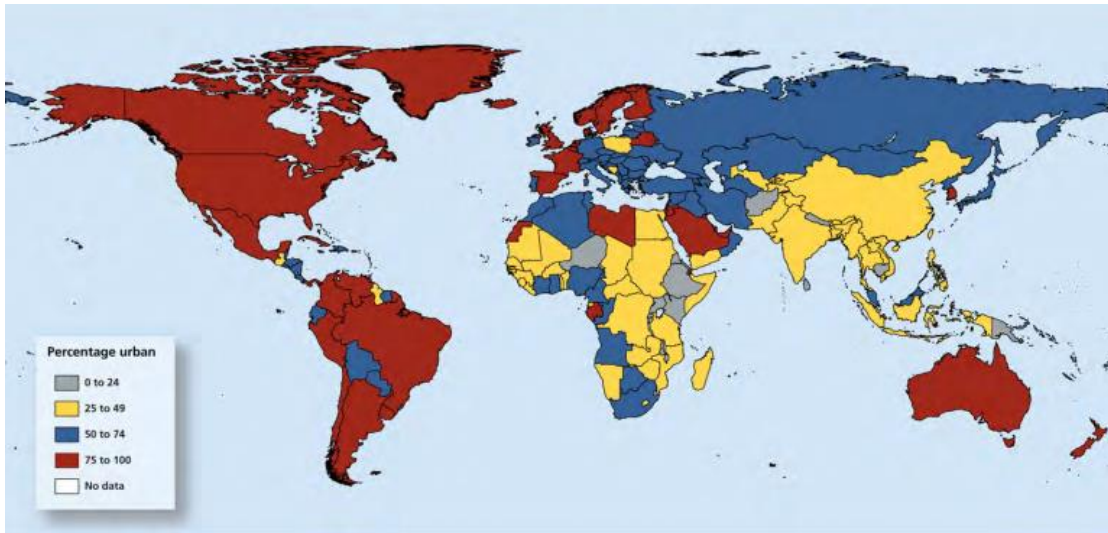 Percentage urban
0 to 24
25 to 49
50 to 74
75 to 100
No data